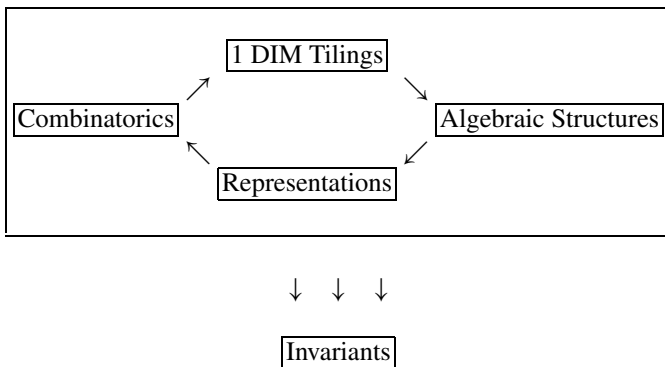 1 DIM Tilings
Combinatorics
Algebraic Structures
Representations
Invariants